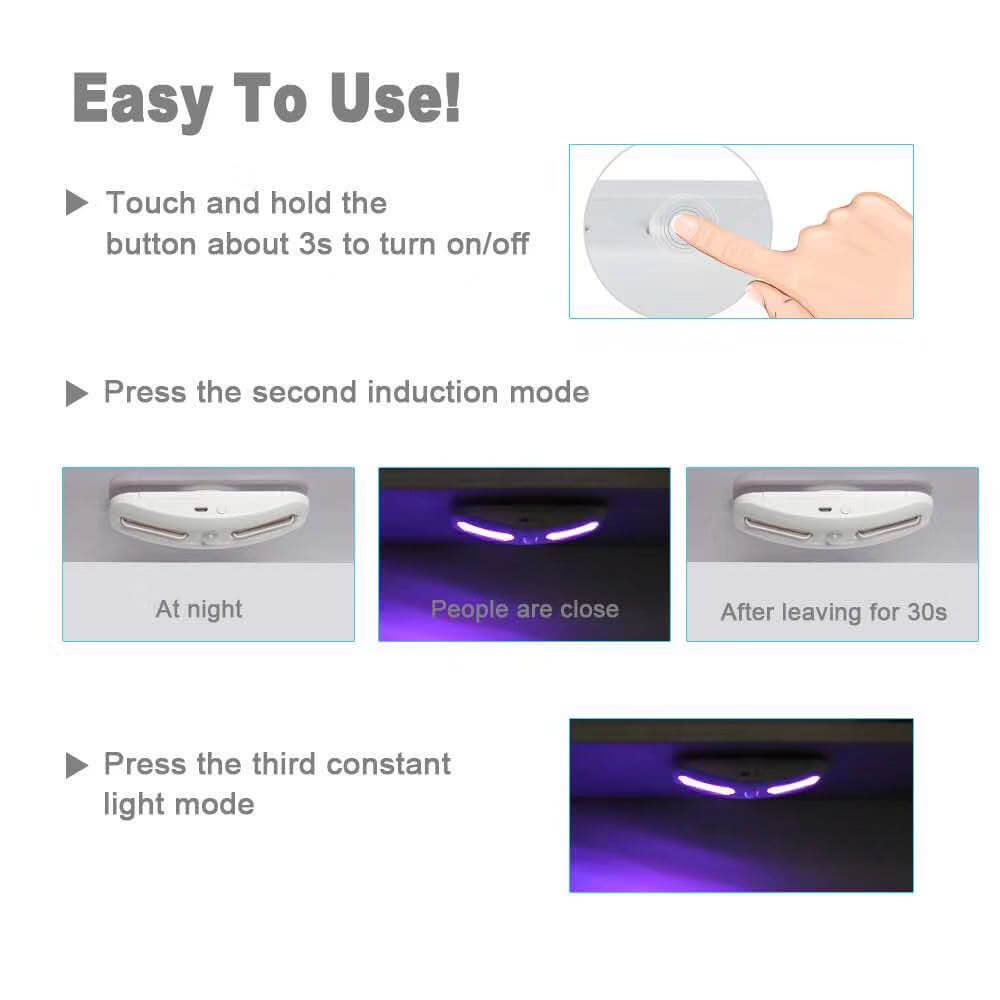 Easy To Use!
Touch and hold the
button about 3s to turn on/off
Press the second induction mode
At night
People are close
After leaving for 30s
Press the third constant
light mode